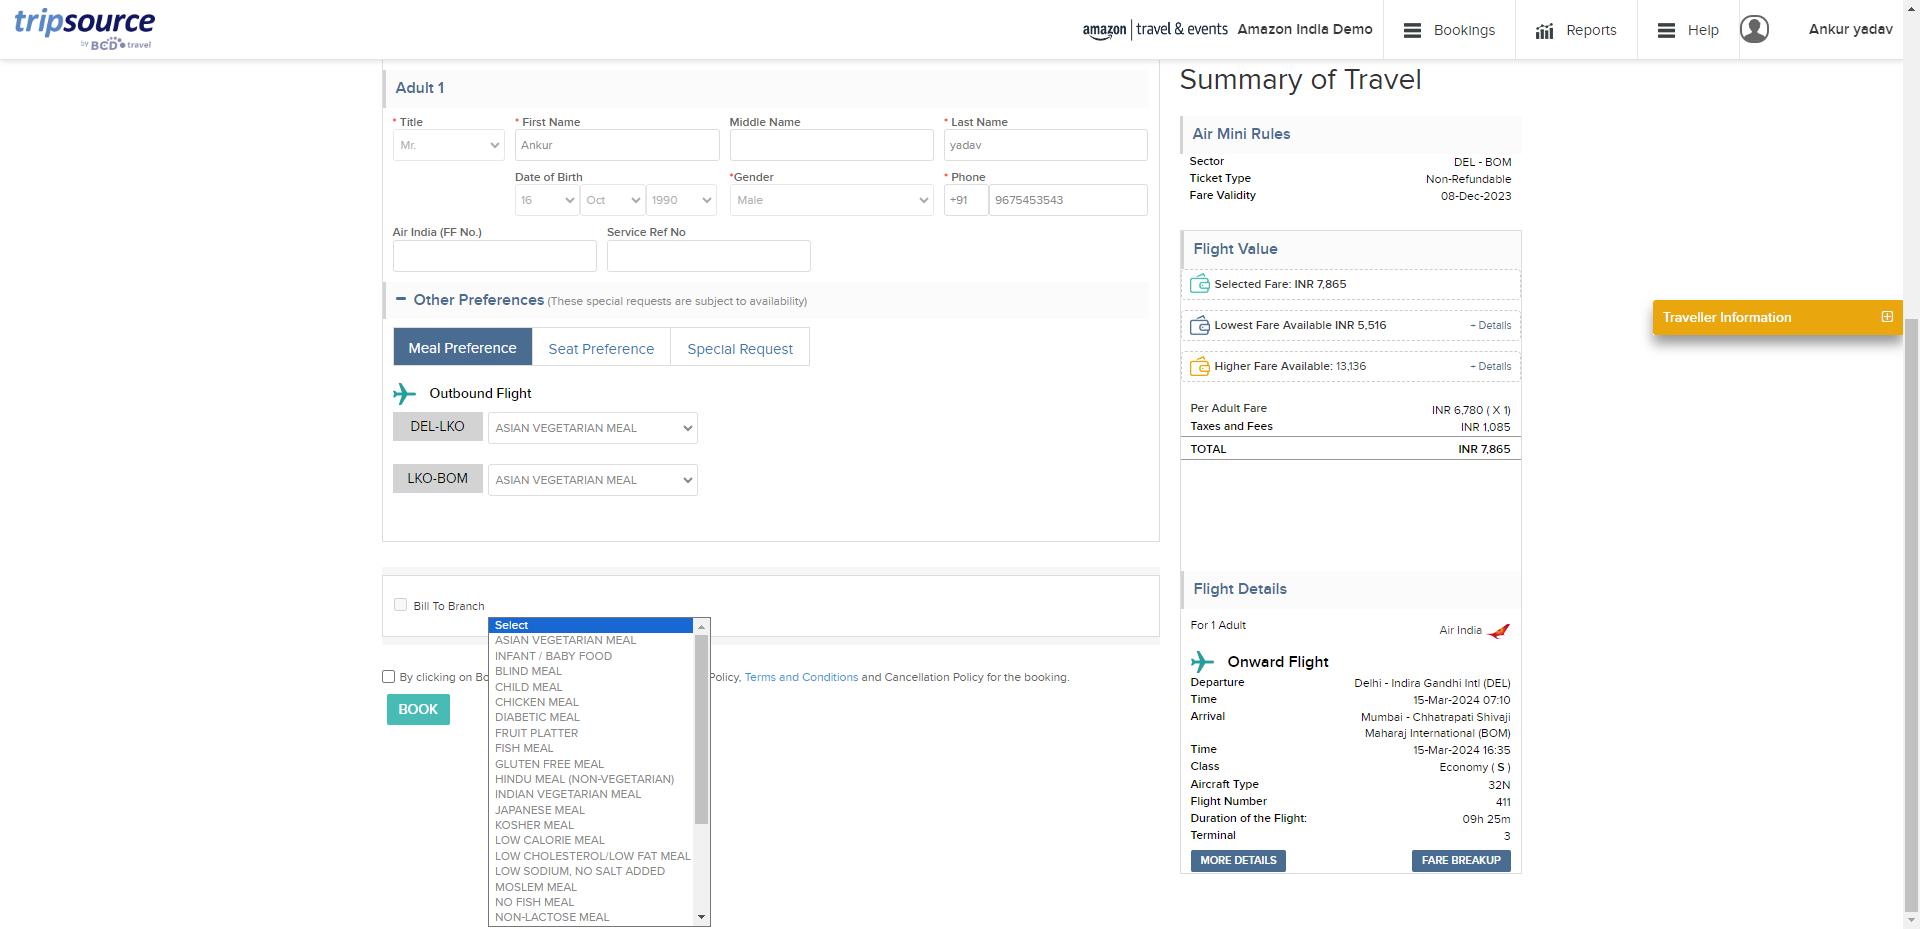 tripsource
by BCD travel
amazon travel & events Amazon India Demo
Bookings
Reports
Help
Ankur yadav
Adult 1
* Title
* First Name
Middle Name
* Last Name
Mr.
Ankur
yadav
Date of Birth
*Gender
* Phone
16
Oct
1990
Male
+91
9675453543
Air India (FF No.)
Service Ref No
Other Preferences (These special requests are subject to availability)
Meal Preference
Seat Preference
Special Request
Outbound Flight
DEL-LKO
ASIAN VEGETARIAN MEAL
LKO-BOM
ASIAN VEGETARIAN MEAL
Bill To Branch
Select
ASIAN VEGETARIAN MEAL
INFANT / BABY FOOD
BLIND MEAL
CHILD MEAL
CHICKEN MEAL
DIABETIC MEAL
FRUIT PLATTER
FISH MEAL
GLUTEN FREE MEAL
HINDU MEAL (NON-VEGETARIAN)
INDIAN VEGETARIAN MEAL
JAPANESE MEAL
KOSHER MEAL
LOW CALORIE MEAL
LOW CHOLESTEROL/LOW FAT MEAL
LOW SODIUM, NO SALT ADDED
MOSLEM MEAL
NO FISH MEAL
NON-LACTOSE MEAL
By clicking on Bo
Policy, Terms and Conditions and Cancellation Policy for the booking.
BOOK
Summary of Travel
Air Mini Rules
Sector DEL - BOM
Ticket Type Non-Refundable
Fare Validity 08-Dec-2023
Flight Value
Selected Fare: INR 7,865
Lowest Fare Available INR 5,516 + Details
Higher Fare Available: 13,136 + Details
Per Adult Fare INR 6,780 ( X 1)
Taxes and Fees INR 1,085
TOTAL INR 7,865
Flight Details
For 1 Adult Air India
Onward Flight
Departure Delhi - Indira Gandhi Intl (DEL)
Time 15-Mar-2024 07:10
Arrival Mumbai - Chhatrapati Shivaji
Maharaj International (BOM)
Time 15-Mar-2024 16:35
Class Economy ( S )
Aircraft Type 32N
Flight Number 411
Duration of the Flight: 09h 25m
Terminal 3
MORE DETAILS
FARE BREAKUP
Traveller Information